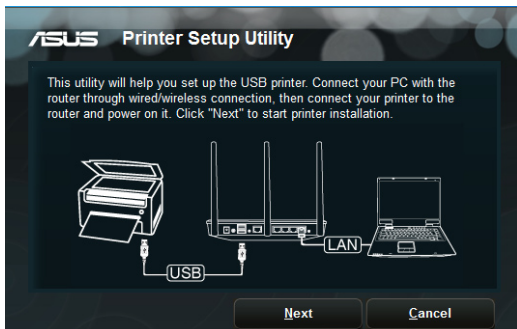 ASUS Printer Setup Utility
This utility will help you set up the USB printer. Connect your PC with the
router through wired/wireless connection, then connect your printer to the
router and power on it. Click "Next" to start printer installation.
LAN
USB
Next Cancel